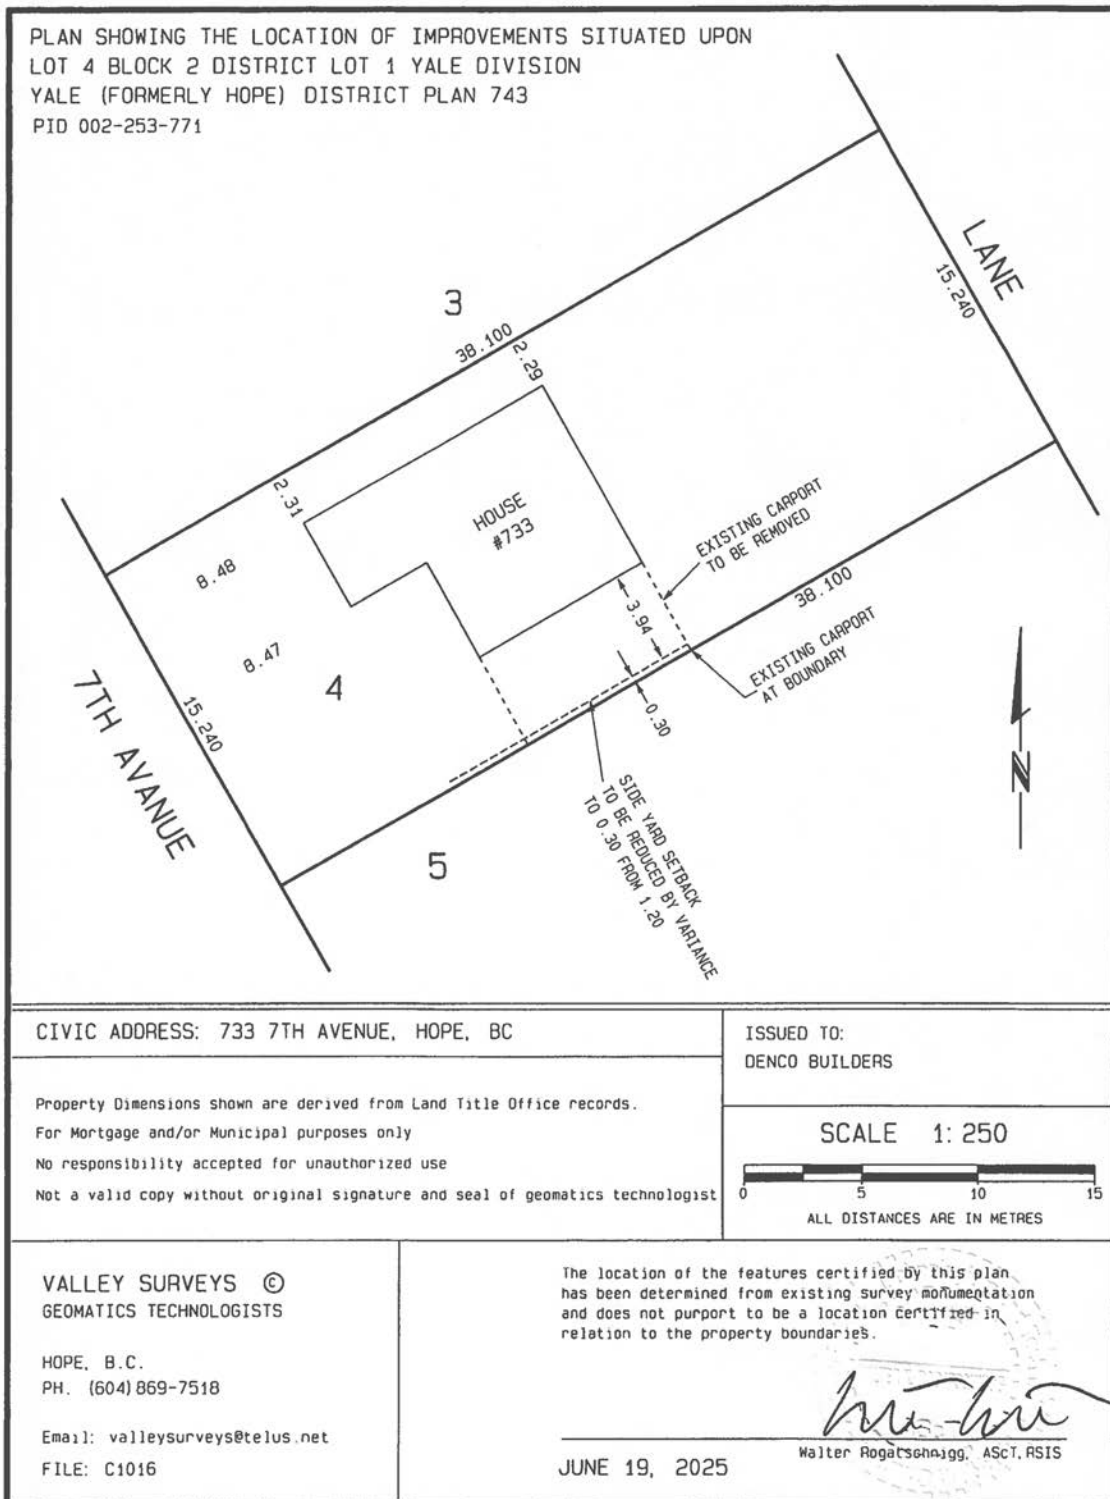 PLAN SHOWING THE LOCATION OF IMPROVEMENTS SITUATED UPON
LOT 4 BLOCK 2 DISTRICT LOT 1 YALE DIVISION
YALE (FORMERLY HOPE) DISTRICT PLAN 743
PID 002-253-771
LANE
15.240
3
38.100
2.29
2.31
HOUSE
#733
EXISTING CARPORT
TO BE REMOVED
8.48
8.47
3.94
38.100
EXISTING CARPORT
AT BOUNDARY
4
0.30
7TH AVANUE
15.240
N
SIDE YARD SETBACK
TO BE REDUCED BY VARIANCE
TO 0.30 FROM 1.20
5
CIVIC ADDRESS: 733 7TH AVENUE, HOPE, BC
ISSUED TO:
DENCO BUILDERS
Property Dimensions shown are derived from Land Title Office records.
For Mortgage and/or Municipal purposes only
No responsibility accepted for unauthorized use
Not a valid copy without original signature and seal of geomatics technologist
SCALE 1:250
0 5 10 15
ALL DISTANCES ARE IN METRES
VALLEY SURVEYS ©
GEOMATICS TECHNOLOGISTS
HOPE, B.C.
PH. (604)869-7518
Email: valleysurveys@telus.net
FILE: C1016
The location of the features certified by this plan
has been determined from existing survey monumentation
and does not purport to be a location certified in
relation to the property boundaries.
Walter Rogatschnigg, AScT, RSIS
JUNE 19, 2025